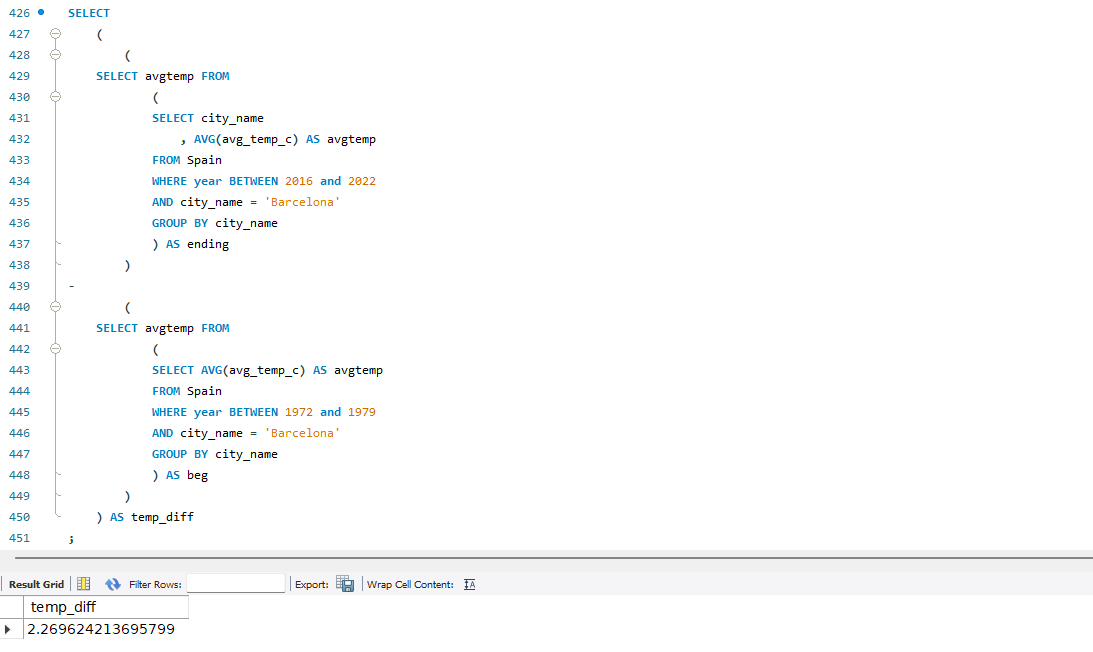 426 SELECT
427 (
428 (
429 SELECT avgtemp FROM
430 (
431 SELECT city_name
432 , AVG(avg_temp_c) AS avgtemp
433 FROM Spain
434 WHERE year BETWEEN 2016 and 2022
435 AND city_name = 'Barcelona'
436 GROUP BY city_name
437 ) AS ending
438 )
439 -
440 (
441 SELECT avgtemp FROM
442 (
443 SELECT AVG(avg_temp_c) AS avgtemp
444 FROM Spain
445 WHERE year BETWEEN 1972 and 1979
446 AND city_name = 'Barcelona'
447 GROUP BY city_name
448 ) AS beg
449 )
450 ) AS temp_diff
451 ;
Result Grid Filter Rows: Export: Wrap Cell Content: IA
temp_diff
2.269624213695799